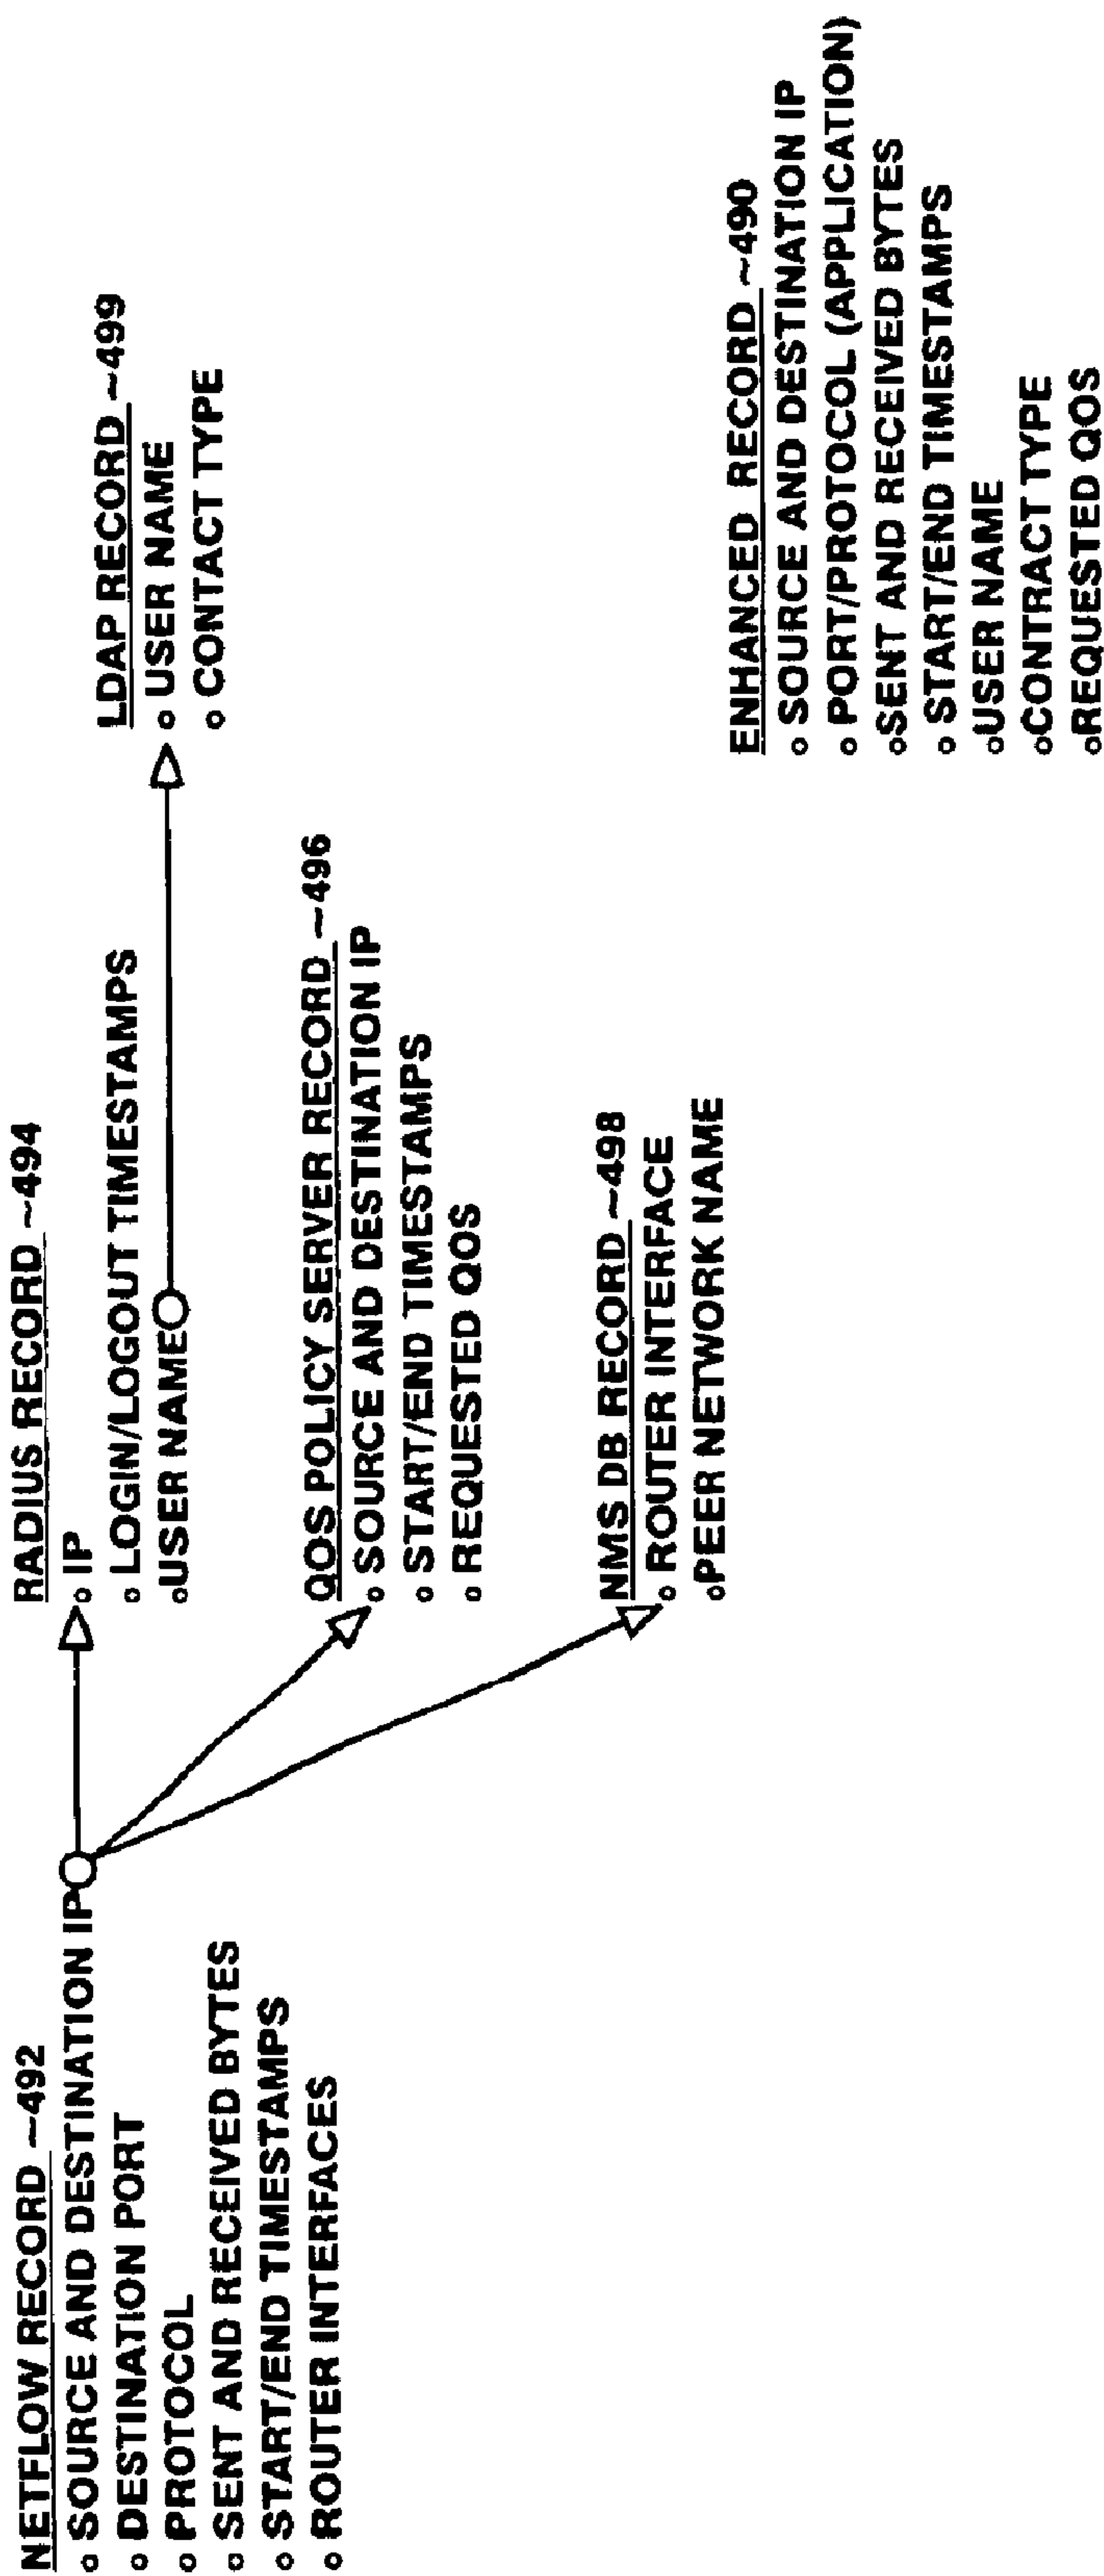 NETFLOW RECORD ~492
o SOURCE AND DESTINATION IP
o DESTINATION PORT
o PROTOCOL
o SENT AND RECEIVED BYTES
o START/END TIMESTAMPS
o ROUTER INTERFACES
RADIUS RECORD ~494
o IP
o LOGIN/LOGOUT TIMESTAMPS
o USER NAME
QOS POLICY SERVER RECORD ~496
o SOURCE AND DESTINATION IP
o START/END TIMESTAMPS
o REQUESTED QOS
NMS DB RECORD ~498
o ROUTER INTERFACE
o PEER NETWORK NAME
LDAP RECORD ~499
o USER NAME
o CONTACT TYPE
ENHANCED RECORD ~490
o SOURCE AND DESTINATION IP
o PORT/PROTOCOL (APPLICATION)
o SENT AND RECEIVED BYTES
o START/END TIMESTAMPS
o USER NAME
o CONTRACT TYPE
o REQUESTED QOS